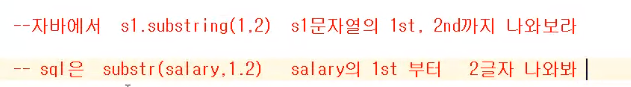 --자바에서 s1.substring(1,2) s1문자열의 1st, 2nd까지 나와보라
-- sql은 substr(salary,1.2) salary의 1st 부터 2글자 나와봐